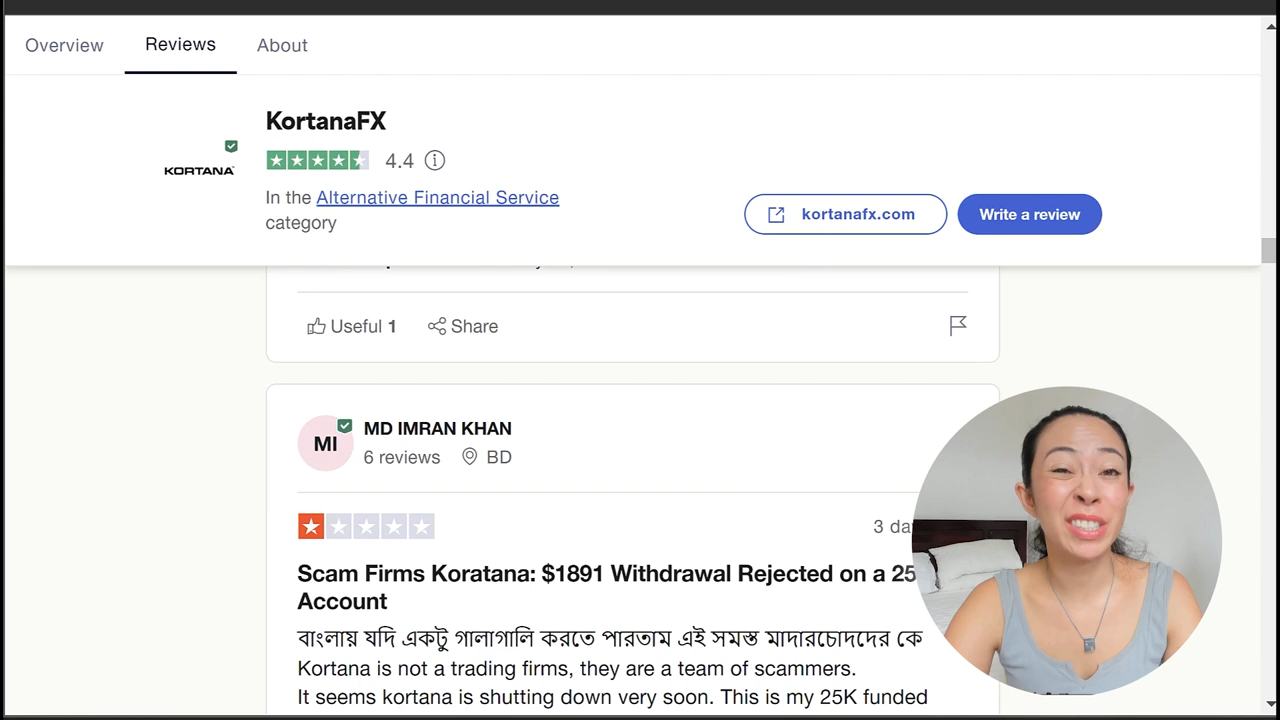 Overview
Reviews
About
KortanaFX
KORTANA
4.4
In the Alternative Financial Service
category
kortanafx.com
Write a review
Useful 1
Share
MI
MD IMRAN KHAN
6 reviews
BD
3
Scam Firms Koratana: $1891 Withdrawal Rejected on a 25
Account
বাংলায় যদি একটু গালাগালি করতে পারতাম এই সমস্ত মাদারচোদদের কে
Kortana is not a trading firms, they are a team of scammers.
It seems kortana is shutting down very soon. This is my 25K funded